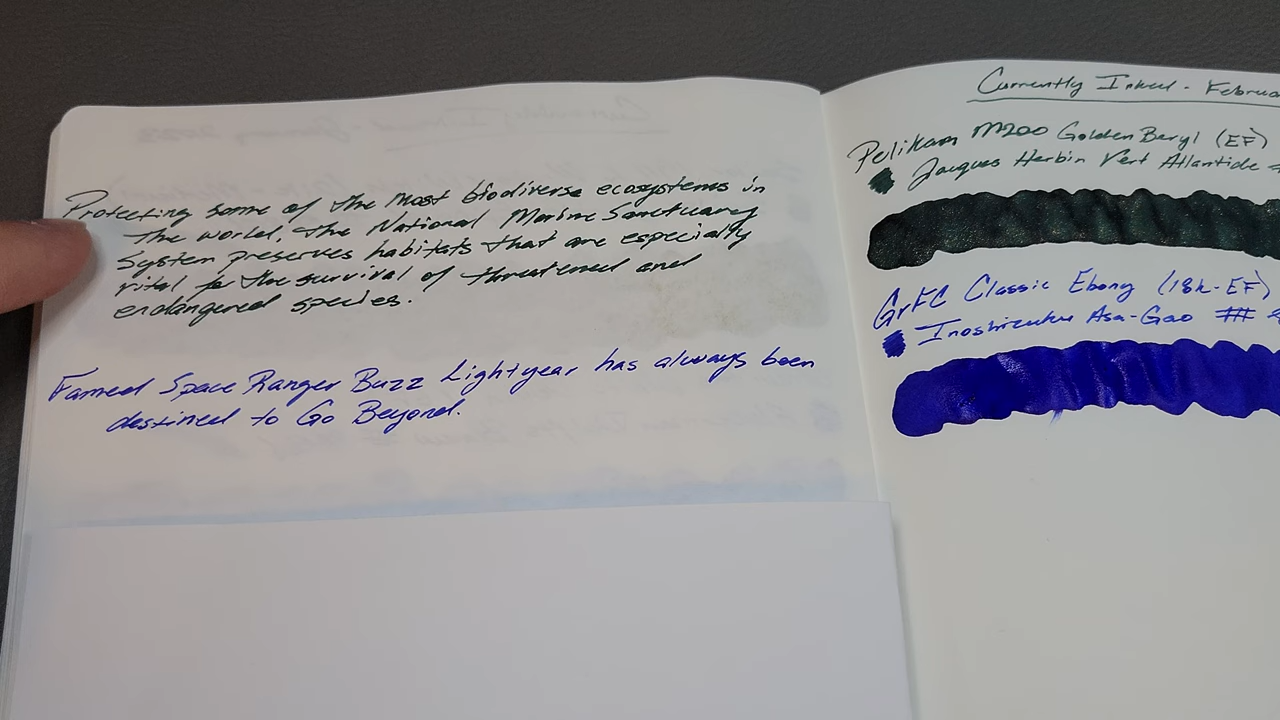 Protecting some of the most biodiverse ecosystems in
the world, the National Marine Sanctuary
System preserves habitats that are especially
vital for the survival of threatened and
endangered species.
Famed Space Ranger Buzz Lightyear has always been
destined to Go Beyond.
Currently Inked - Februa
Pelikan M200 Golden Beryl (EF)
Jacques Herbin Vert Atlantide
GvFC Classic Ebony (18k-EF)
Iroshizuku Asa-Gao